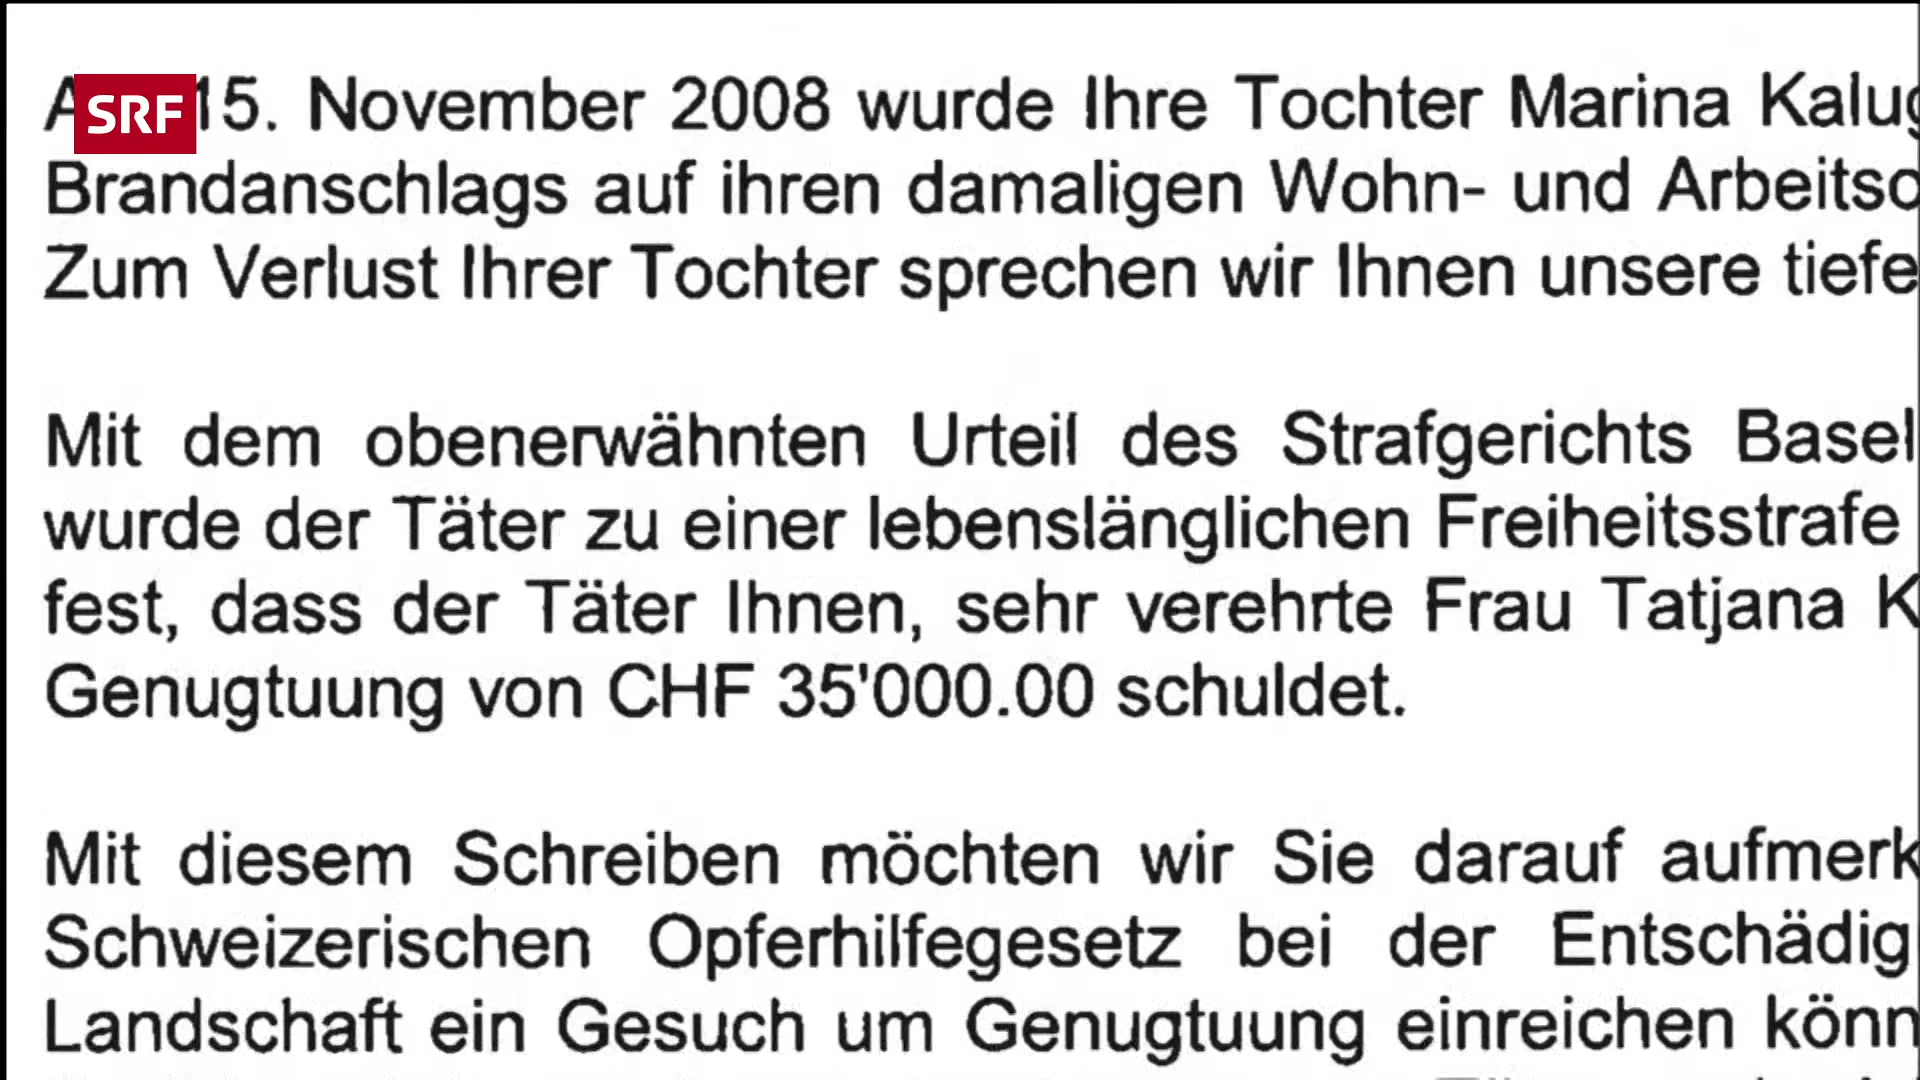 SRF
15. November 2008 wurde Ihre Tochter Marina
Brandanschlags auf ihren damaligen Wohn- und
Zum Verlust Ihrer Tochter sprechen wir Ihnen unsere
Mit dem obenerwähnten Urteil des Strafgerichts Basel
wurde der Täter zu einer lebenslänglichen Freiheitsstrafe
fest, dass der Täter Ihnen, sehr verehrte Frau Tatjana
Genugtuung von CHF 35'000.00 schuldet.
Mit diesem Schreiben möchten wir Sie darauf
Schweizerischen Opferhilfegesetz bei der
Landschaft ein Gesuch um Genugtuung einreichen